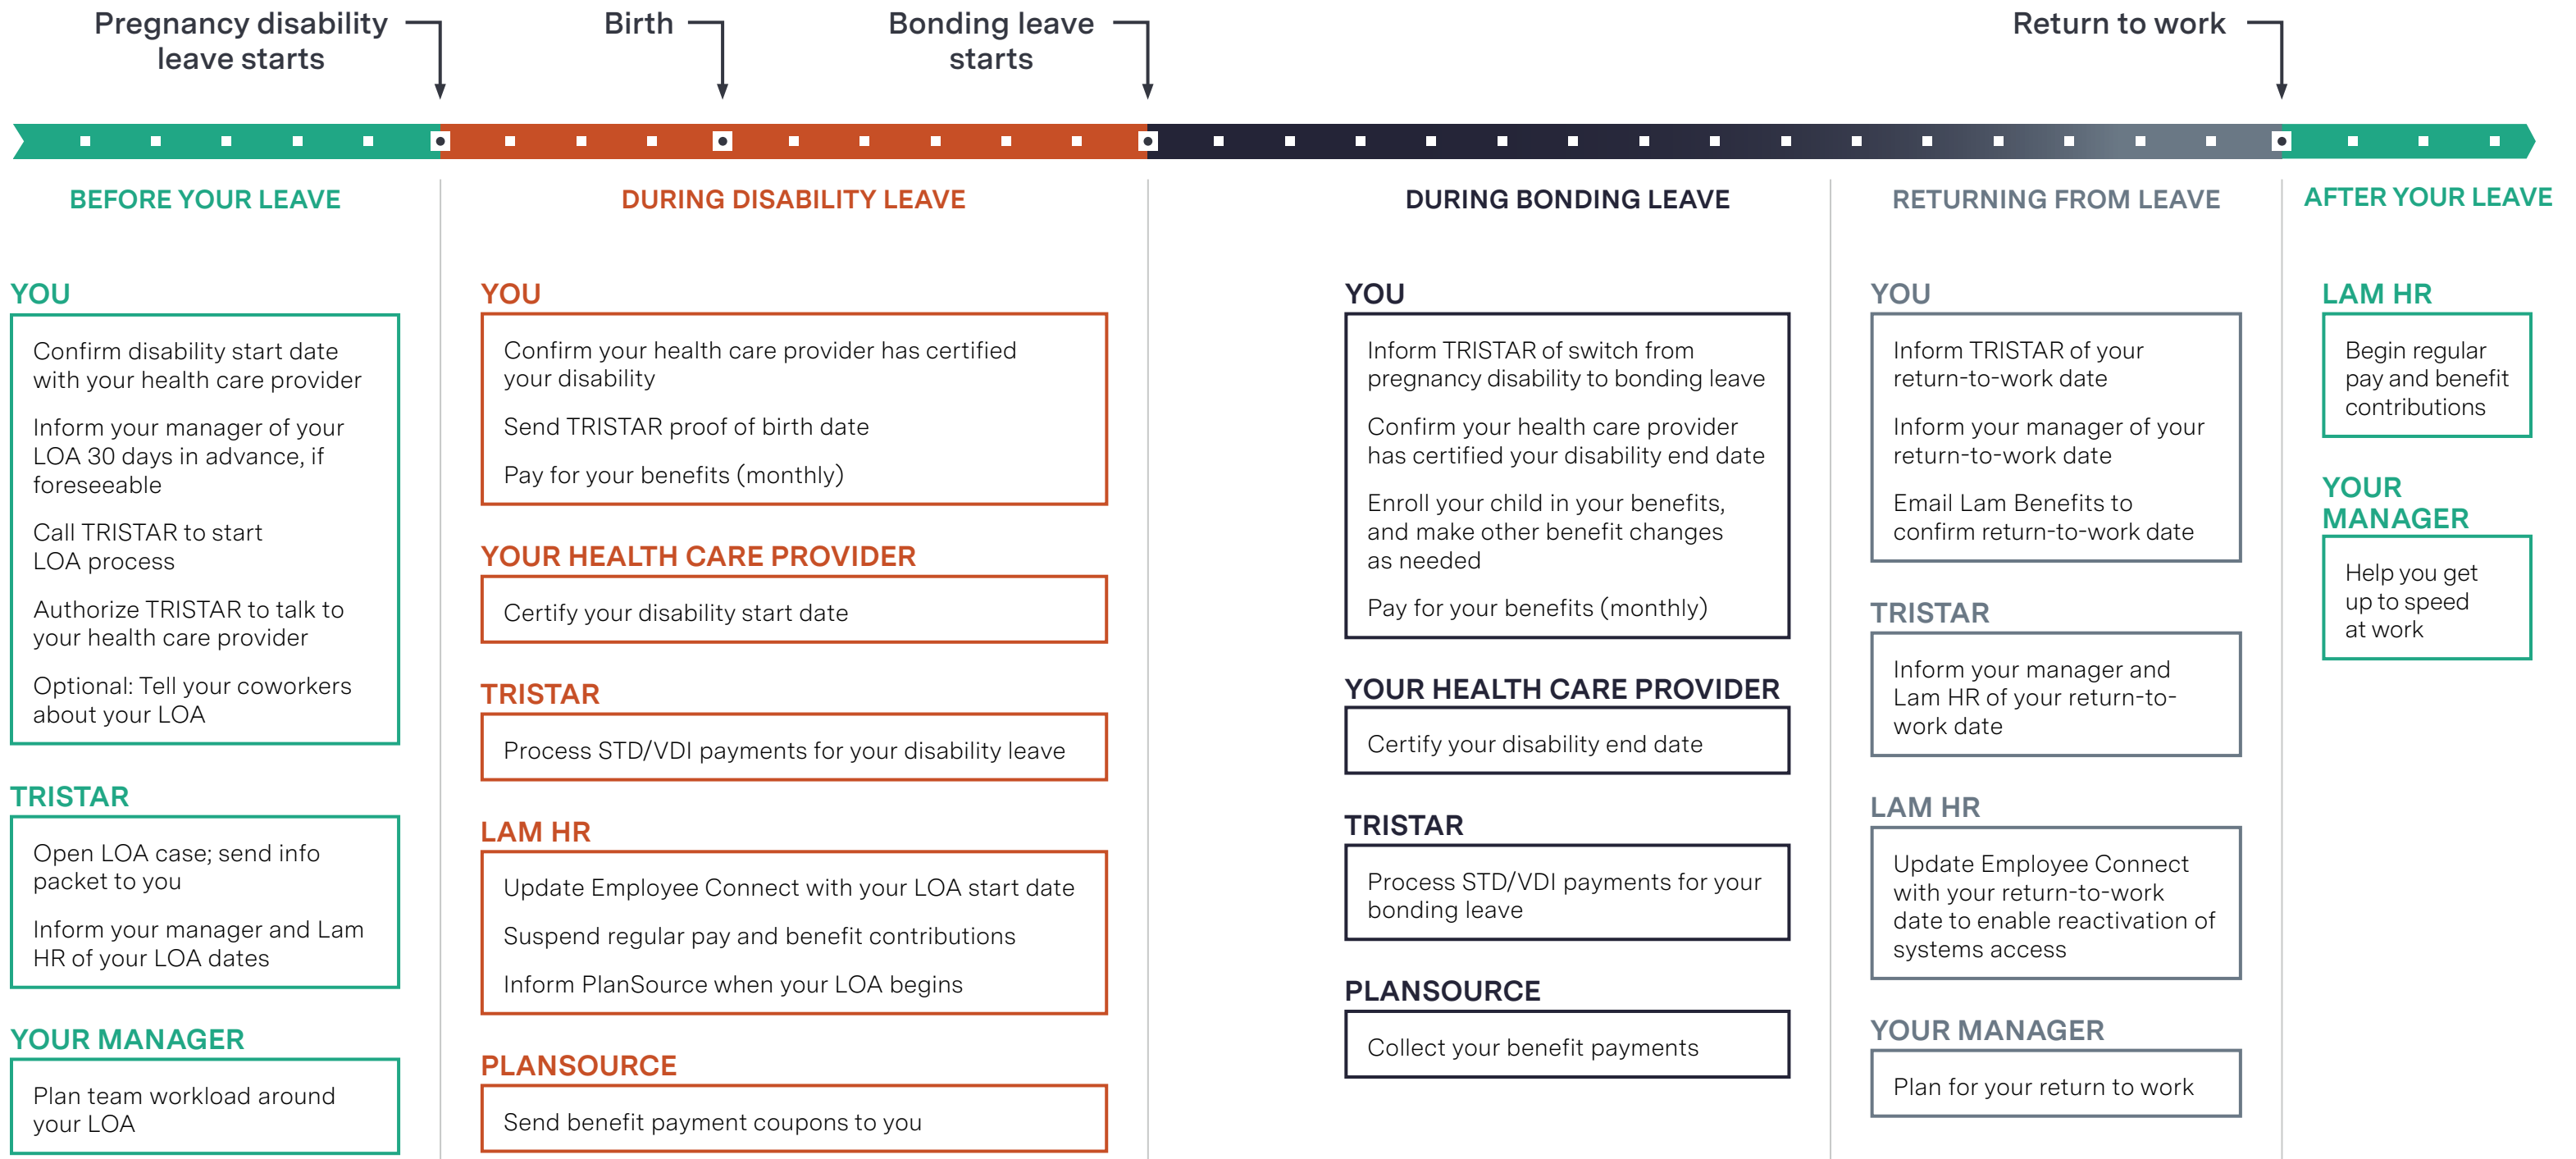 Pregnancy disability
leave starts
Birth
Bonding leave
starts
Return to work
BEFORE YOUR LEAVE
YOU
Confirm disability start date
with your health care provider
Inform your manager of your
LOA 30 days in advance, if
foreseeable
Call TRISTAR to start
LOA process
Authorize TRISTAR to talk to
your health care provider
Optional: Tell your coworkers
about your LOA
TRISTAR
Open LOA case; send info
packet to you
Inform your manager and Lam
HR of your LOA dates
YOUR MANAGER
Plan team workload around
your LOA
DURING DISABILITY LEAVE
YOU
Confirm your health care provider has certified
your disability
Send TRISTAR proof of birth date
Pay for your benefits (monthly)
YOUR HEALTH CARE PROVIDER
Certify your disability start date
TRISTAR
Process STD/VDI payments for your disability leave
LAM HR
Update Employee Connect with your LOA start date
Suspend regular pay and benefit contributions
Inform PlanSource when your LOA begins
PLANSOURCE
Send benefit payment coupons to you
DURING BONDING LEAVE
YOU
Inform TRISTAR of switch from
pregnancy disability to bonding leave
Confirm your health care provider
has certified your disability end date
Enroll your child in your benefits,
and make other benefit changes
as needed
Pay for your benefits (monthly)
YOUR HEALTH CARE PROVIDER
Certify your disability end date
TRISTAR
Process STD/VDI payments for your
bonding leave
PLANSOURCE
Collect your benefit payments
RETURNING FROM LEAVE
YOU
Inform TRISTAR of your
return-to-work date
Inform your manager of your
return-to-work date
Email Lam Benefits to
confirm return-to-work date
TRISTAR
Inform your manager and
Lam HR of your return-to-
work date
LAM HR
Update Employee Connect
with your return-to-work
date to enable reactivation of
systems access
YOUR MANAGER
Plan for your return to work
AFTER YOUR LEAVE
LAM HR
Begin regular
pay and benefit
contributions
YOUR
MANAGER
Help you get
up to speed
at work